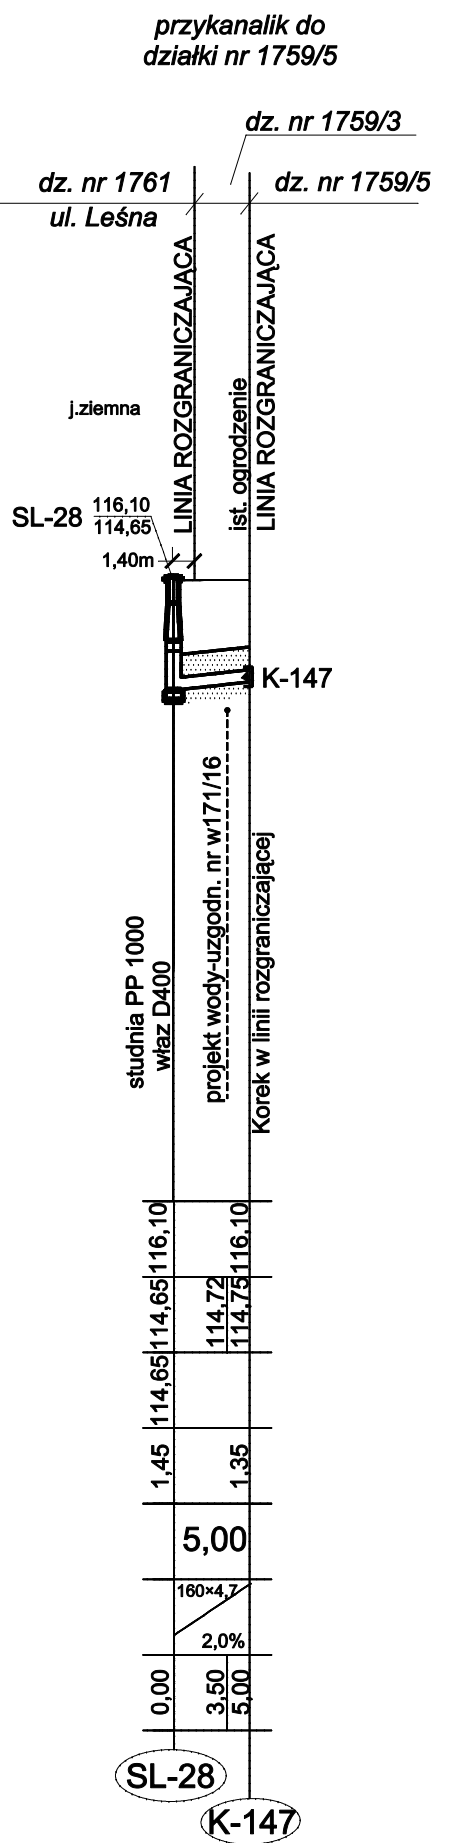 przykanalik do
działki nr 1759/5
dz. nr 1759/3
dz. nr 1761
dz. nr 1759/5
ul. Leśna
LINIA ROZGRANICZAJĄCA
ist. ogrodzenie
LINIA ROZGRANICZAJĄCA
j.ziemna
SL-28
116,10
114,65
1,40m
K-147
studnia PP 1000
właz D400
projekt wody-uzgodn. nr w171/16
Korek w linii rozgraniczającej
116,10
116,10
114,65
114,72
114,75
114,65
1,45
1,35
5,00
160×4,7
2,0%
0,00
3,50
5,00
SL-28
K-147